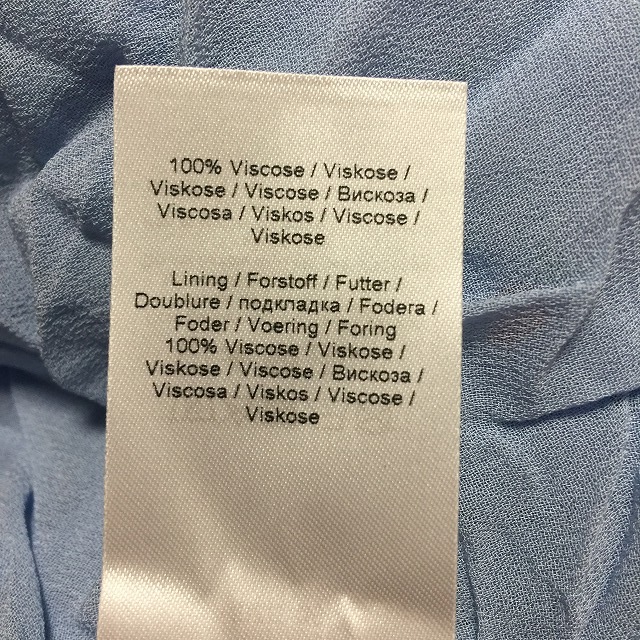 100% Viscose / Viskose /
Viskose / Viscose / Вискоза /
Viscosa / Viskos / Viscose /
Viskose
Lining / Forstoff / Futter /
Doublure / подкладка / Fodera /
Foder / Voering / Foring
100% Viscose / Viskose /
Viskose / Viscose / Вискоза /
Viscosa / Viskos / Viscose /
Viskose